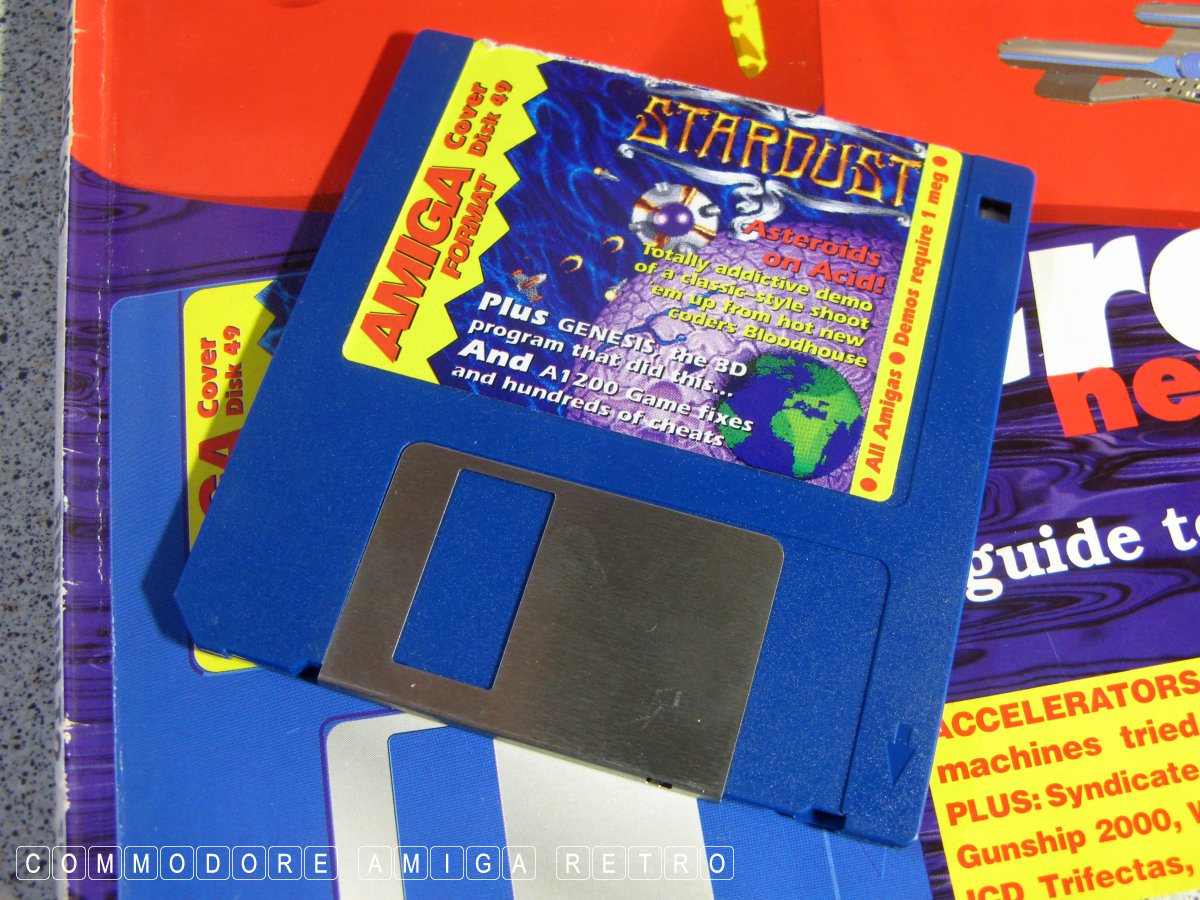 AMIGA
FORMAT
Cover
Disk 49
STARDUST
Asteroids
on Acid!
Totally addictive demo
of a classic-style shoot
'em up from hot new
coders Bloodhouse
Plus GENESIS, the 3D
program that did this...
And A1200 Game fixes
and hundreds of cheats
● All Amigas ● Demos require 1 meg ●
Cover
Disk 49
ne
guide to
ACCELERATORS
machines tried
PLUS: Syndicate
Gunship 2000,
ICD Trifectas,
COMMODORE AMIGA RETRO